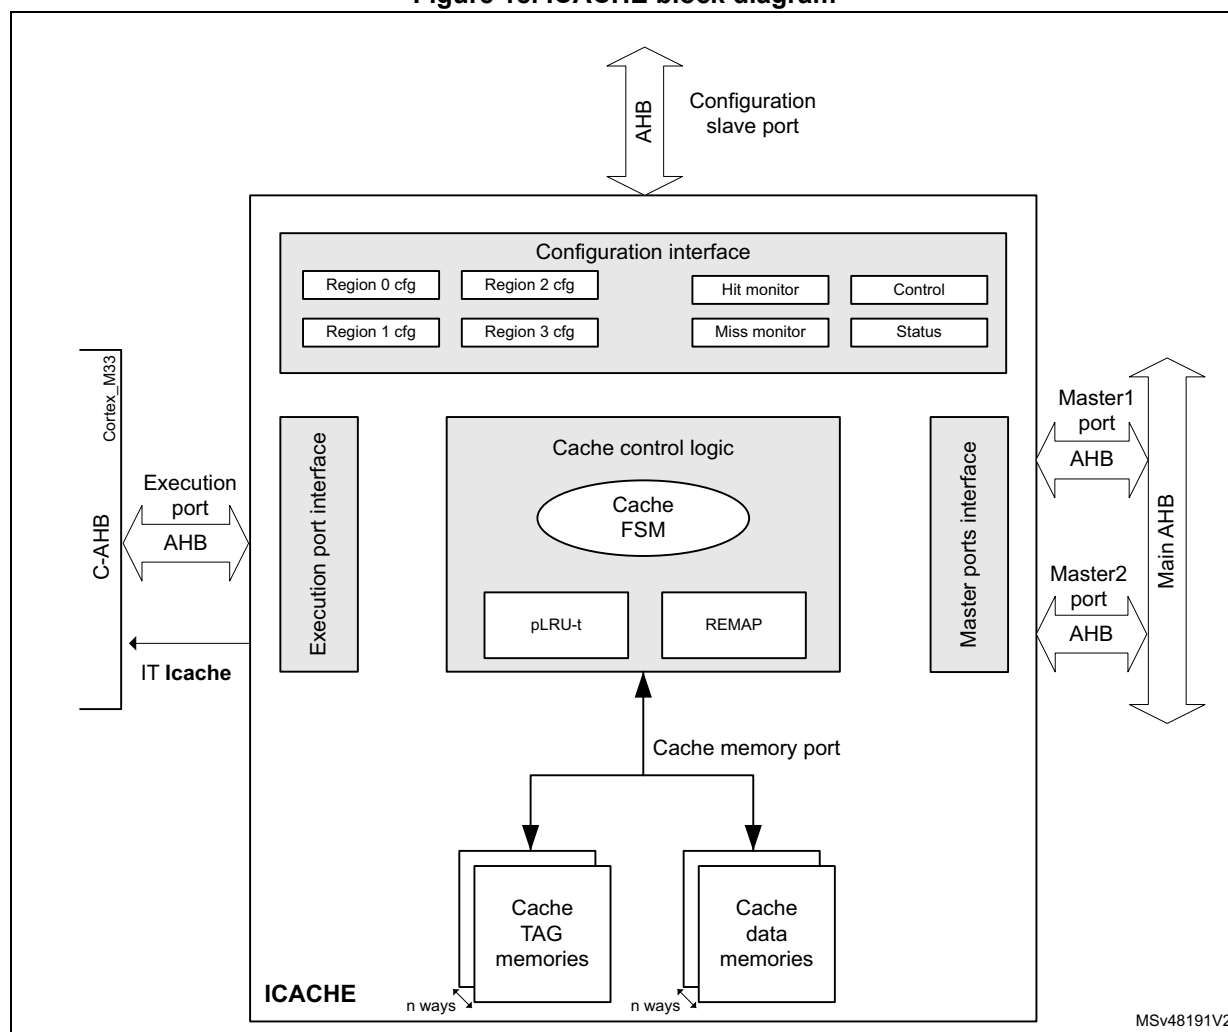 Figure 18. ICACHE block diagram
AHB
Configuration
slave port
Configuration interface
Region 0 cfg
Region 2 cfg
Hit monitor
Control
Region 1 cfg
Region 3 cfg
Miss monitor
Status
Cortex_M33
C-AHB
Execution
port
AHB
IT Icache
Execution port interface
Cache control logic
Cache
FSM
pLRU-t
REMAP
Master ports interface
Master1
port
AHB
Master2
port
AHB
Main AHB
Cache memory port
Cache
TAG
memories
n ways
Cache
data
memories
n ways
ICACHE
MSv48191V2